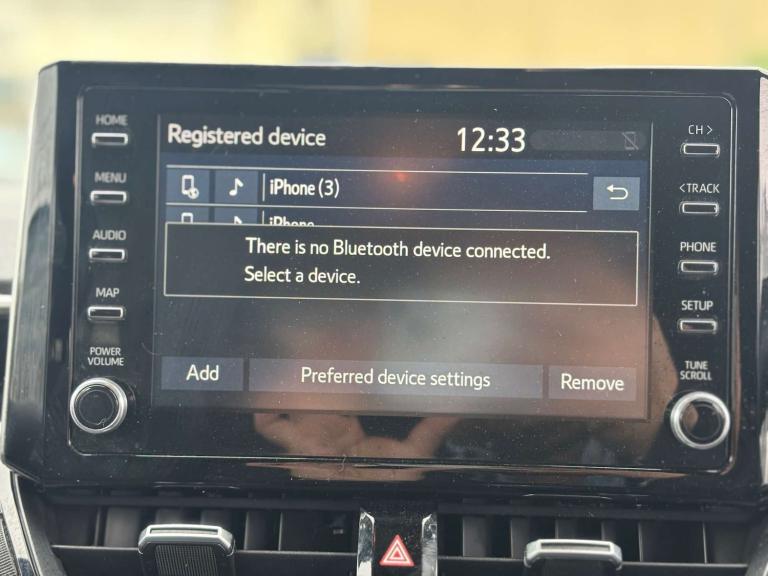 HOME
Registered device
12:33
CH >
MENU
iPhone (3)
< TRACK
iPhone
AUDIO
There is no Bluetooth device connected.
Select a device.
PHONE
MAP
SETUP
POWER
VOLUME
Add
Preferred device settings
Remove
TUNE
SCROLL